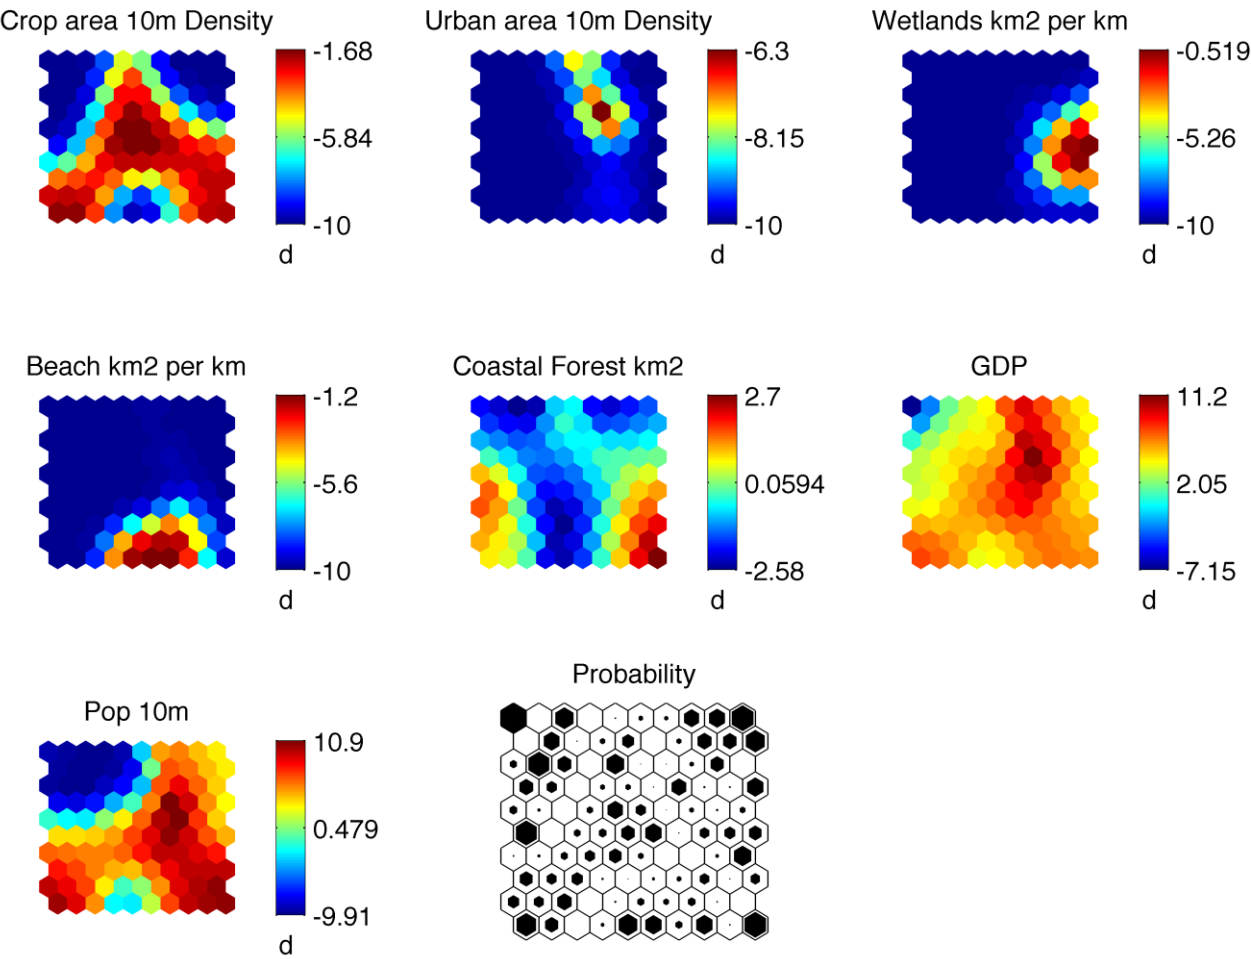 Crop area 10m Density
-1.68
-5.84
-10
d
Urban area 10m Density
-6.3
-8.15
-10
d
Wetlands km2 per km
-0.519
-5.26
-10
d
Beach km2 per km
-1.2
-5.6
-10
d
Coastal Forest km2
2.7
0.0594
-2.58
d
GDP
11.2
2.05
-7.15
d
Pop 10m
10.9
0.479
-9.91
d
Probability